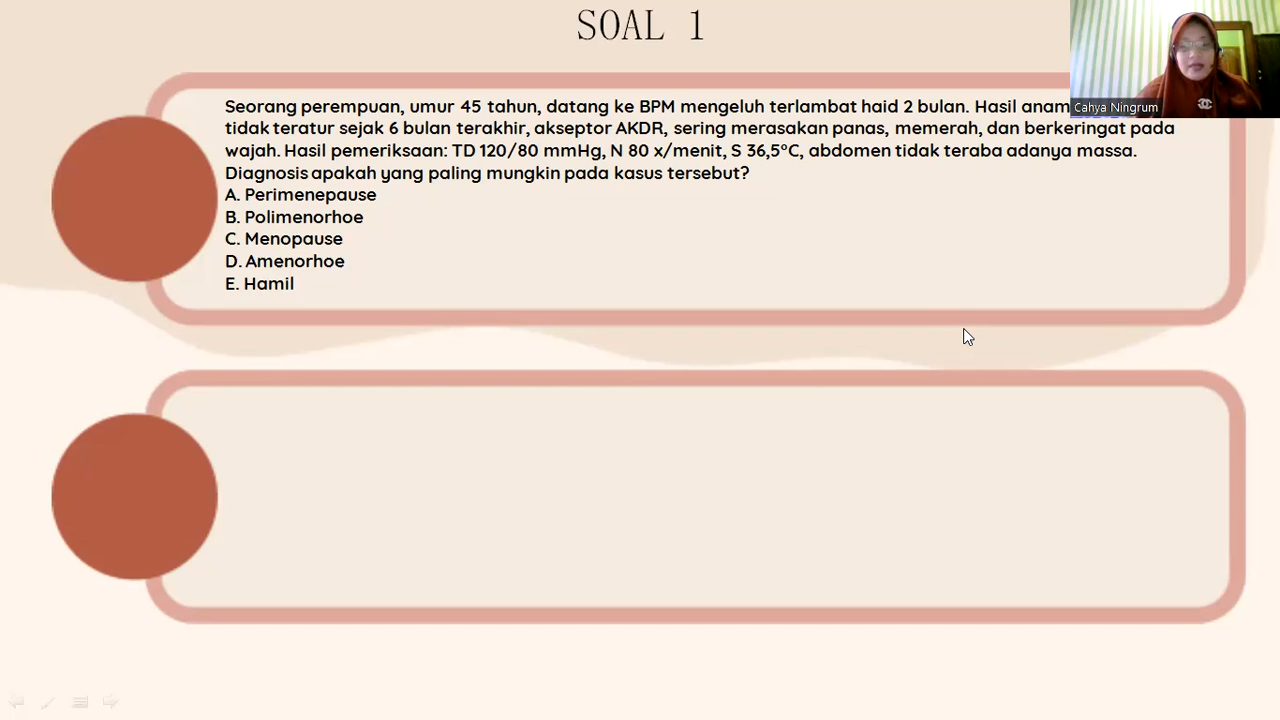 SOAL 1
Cahya Ningrum
Seorang perempuan, umur 45 tahun, datang ke BPM mengeluh terlambat haid 2 bulan. Hasil anam
tidak teratur sejak 6 bulan terakhir, akseptor AKDR, sering merasakan panas, memerah, dan berkeringat pada
wajah. Hasil pemeriksaan: TD 120/80 mmHg, N 80 x/menit, S 36,5°C, abdomen tidak teraba adanya massa.
Diagnosis apakah yang paling mungkin pada kasus tersebut?
A. Perimenepause
B. Polimenorhoe
C. Menopause
D. Amenorhoe
E. Hamil